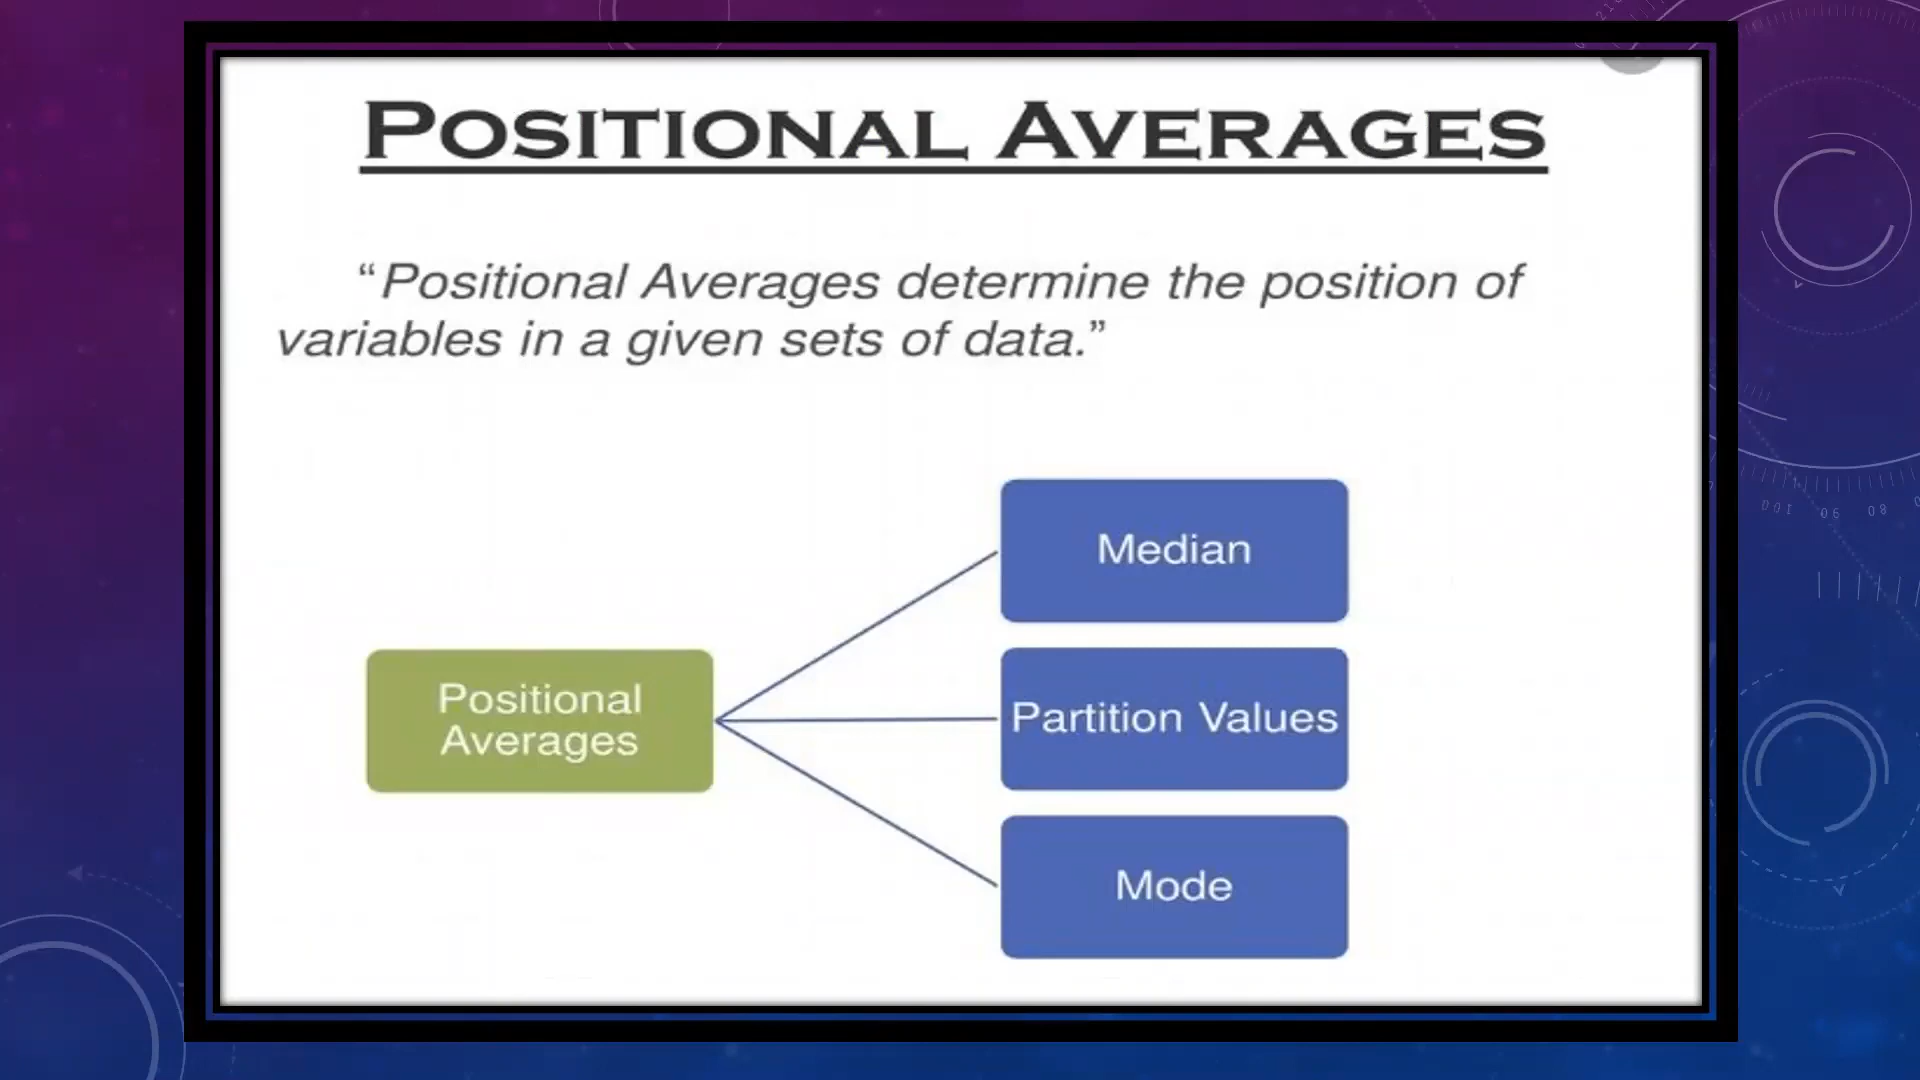 POSITIONAL AVERAGES
“Positional Averages determine the position of
variables in a given sets of data.”
Median
Positional
Averages
Partition Values
Mode